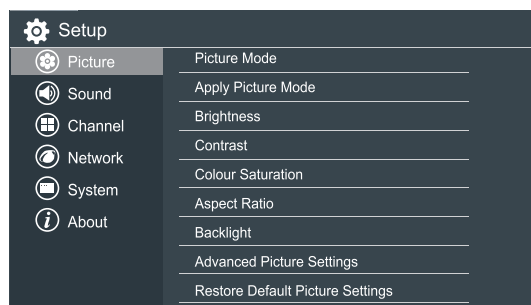 Setup
Picture
Sound
Channel
Network
System
About
Picture Mode
Apply Picture Mode
Brightness
Contrast
Colour Saturation
Aspect Ratio
Backlight
Advanced Picture Settings
Restore Default Picture Settings